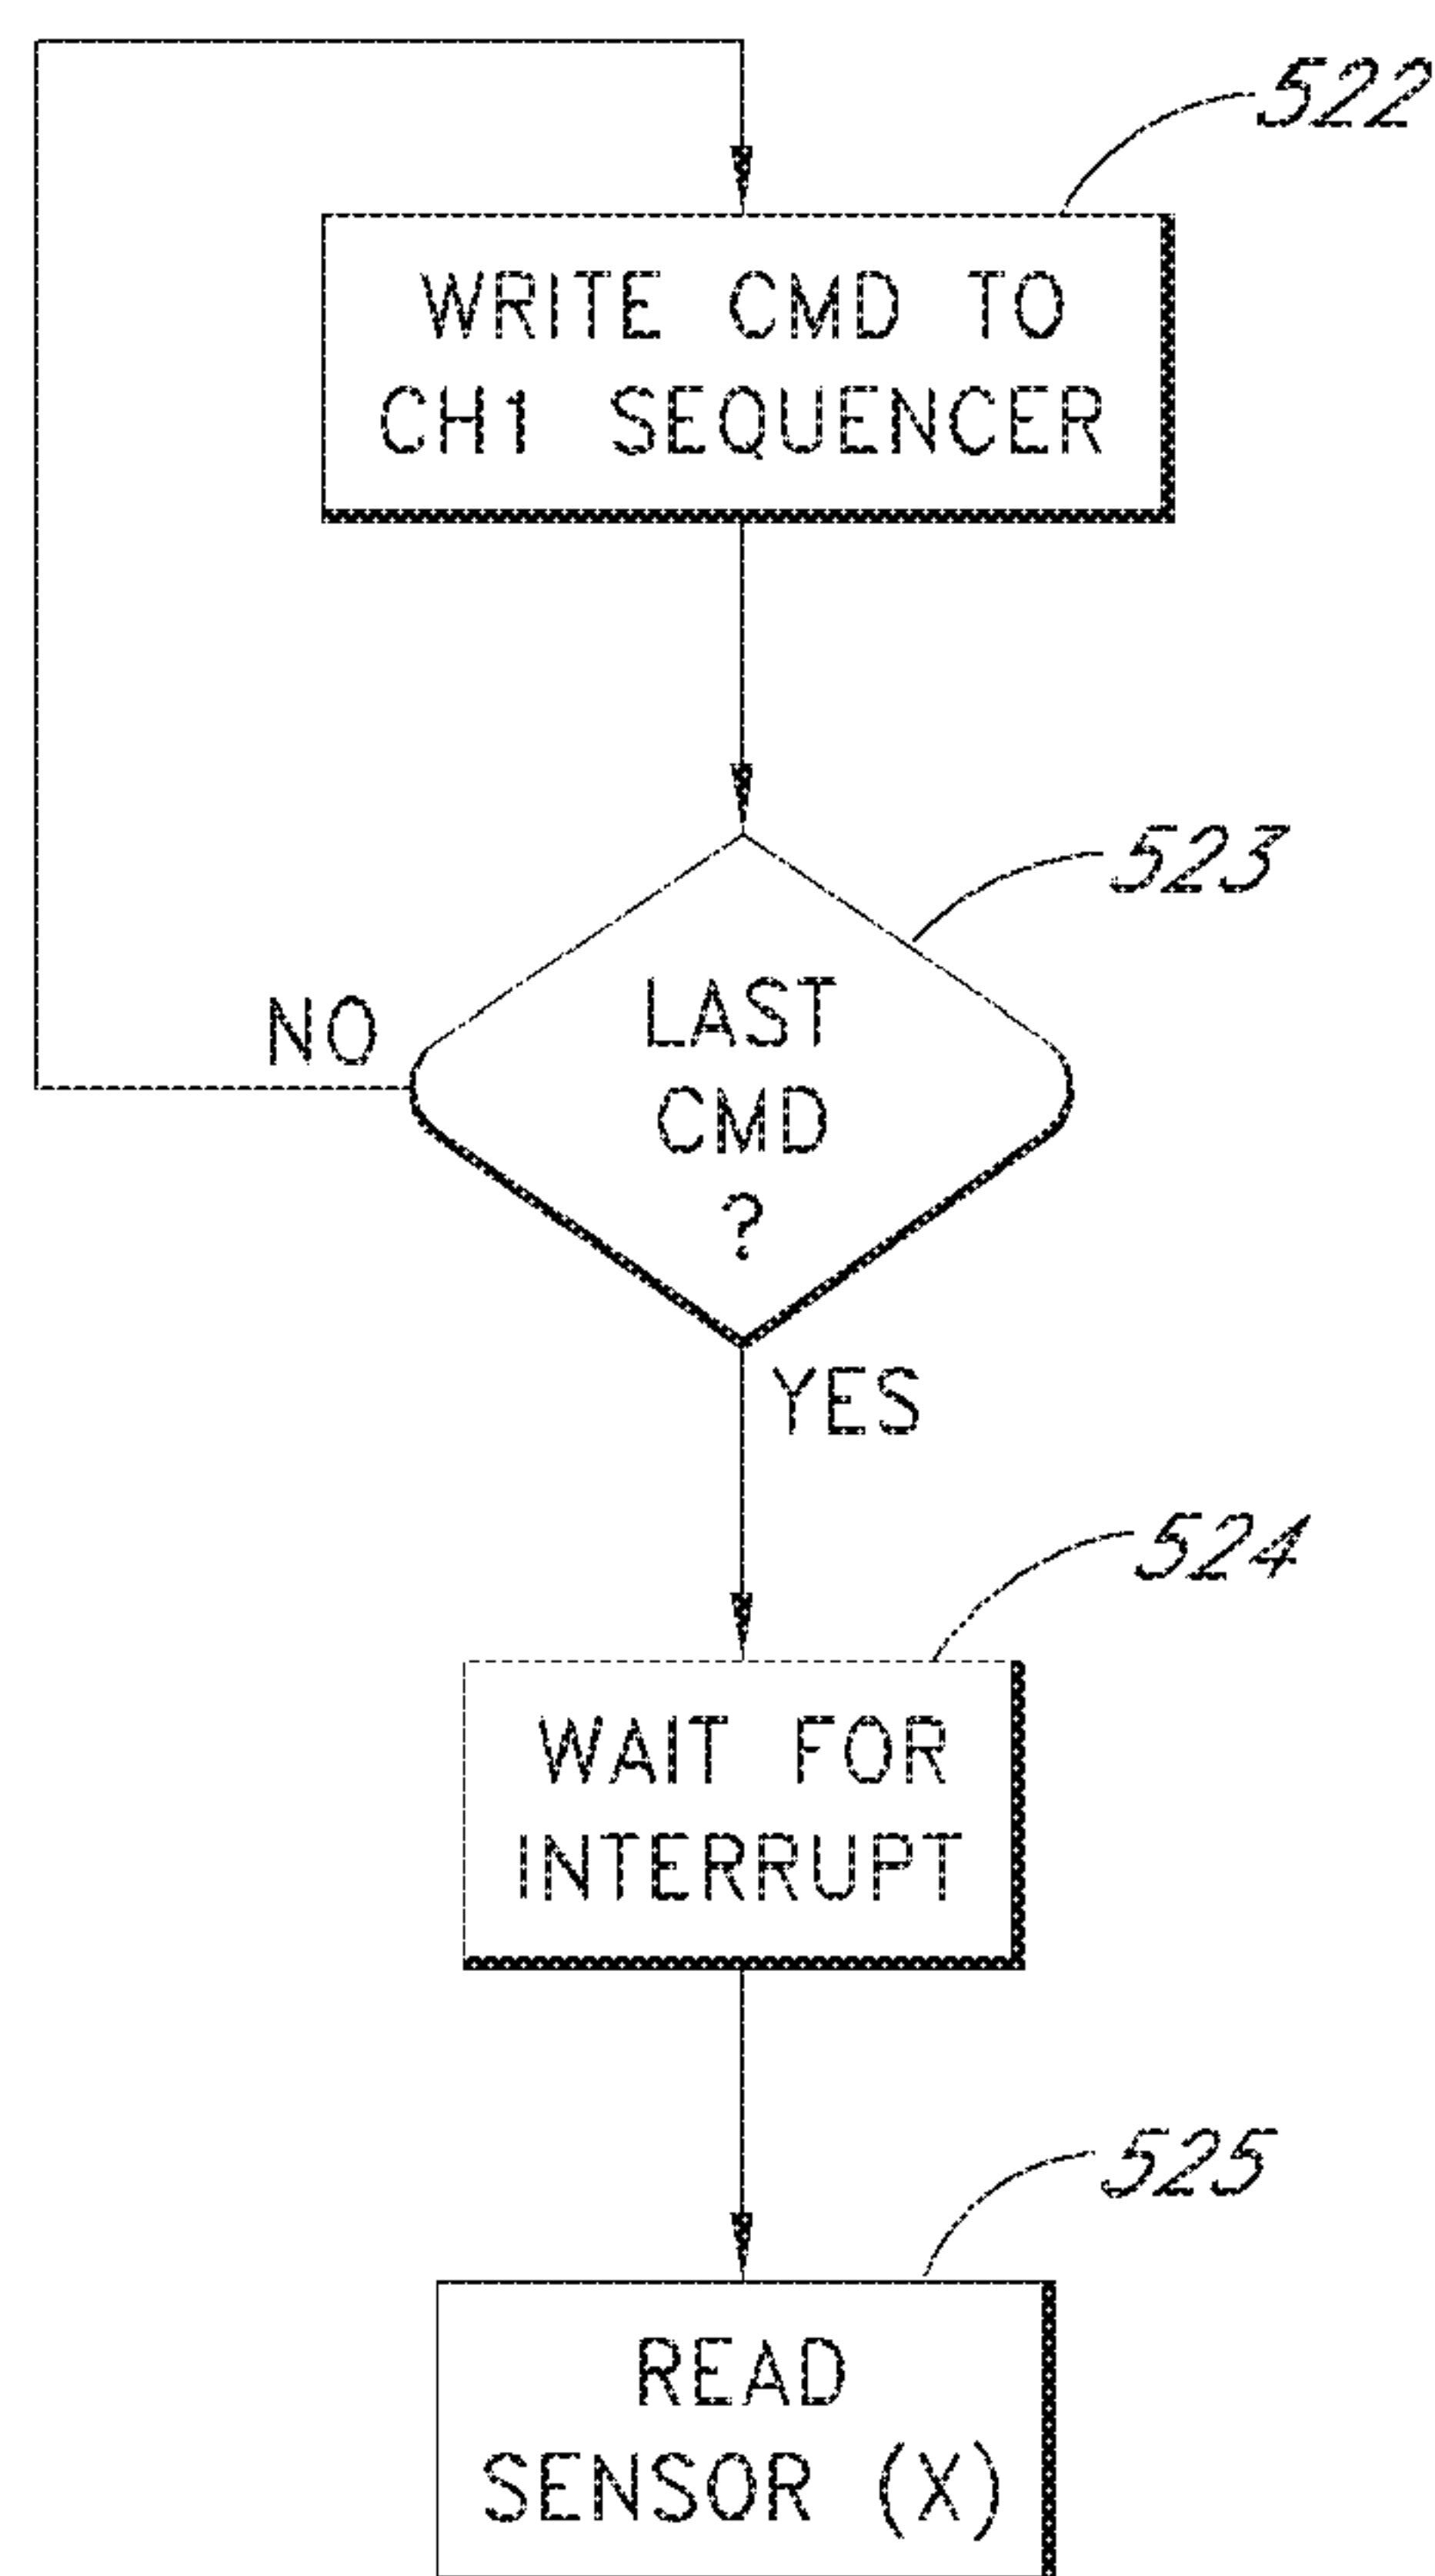 522
WRITE CMD TO
CH1 SEQUENCER
523
LAST
CMD
?
NO
YES
524
WAIT FOR
INTERRUPT
525
READ
SENSOR (X)